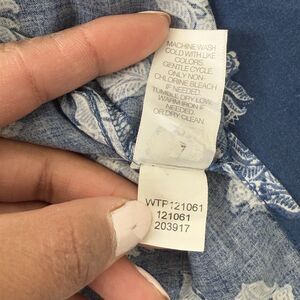 MACHINE WASH
COLD WITH LIKE
COLORS,
GENTLE CYCLE.
ONLY NON-
CHLORINE BLEACH
IF NEEDED.
TUMBLE DRY LOW.
WARM IRON IF
NEEDED
OR DRY CLEAN.
WTP121061
121061
203917